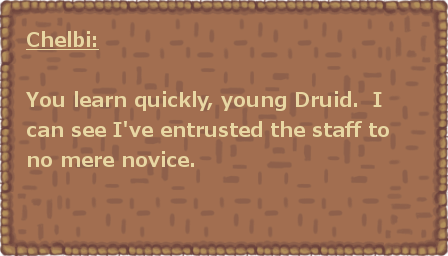 Chelbi:
You learn quickly, young Druid.  I
can see I've entrusted the staff to
no mere novice.